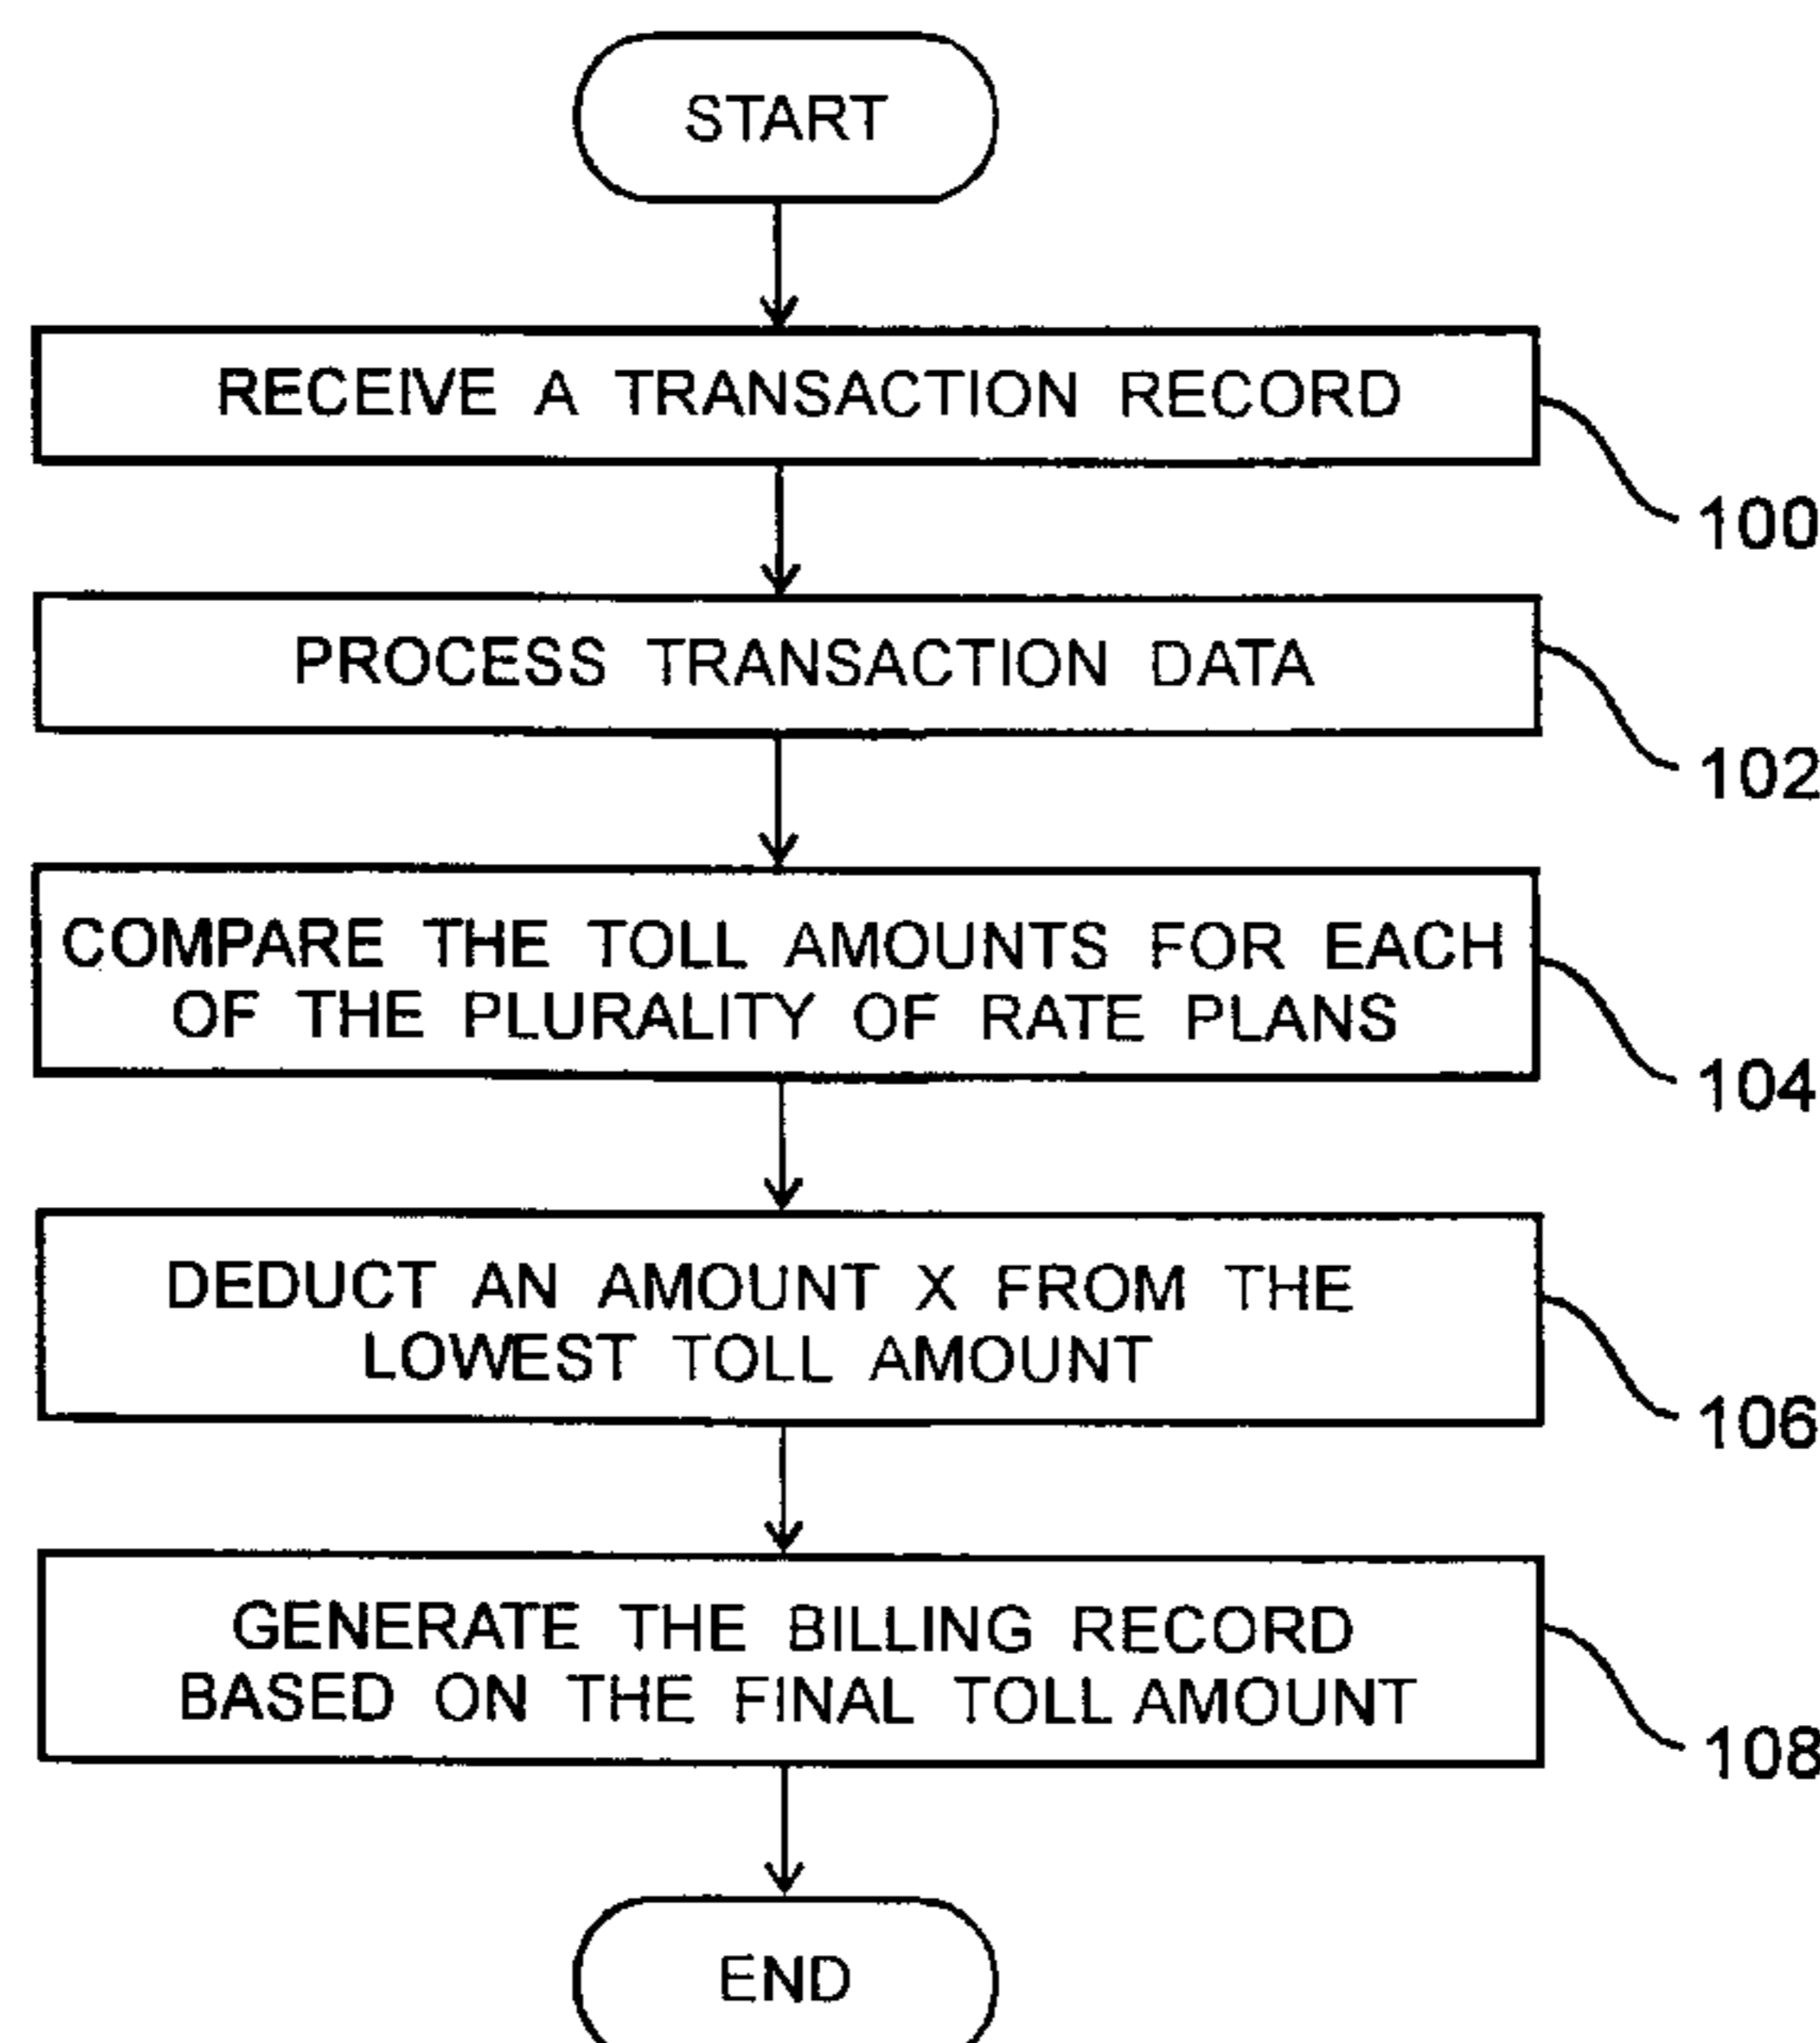 START
RECEIVE A TRANSACTION RECORD
100
PROCESS TRANSACTION DATA
102
COMPARE THE TOLL AMOUNTS FOR EACH
OF THE PLURALITY OF RATE PLANS
104
DEDUCT AN AMOUNT X FROM THE
LOWEST TOLL AMOUNT
106
GENERATE THE BILLING RECORD
BASED ON THE FINAL TOLL AMOUNT
108
END